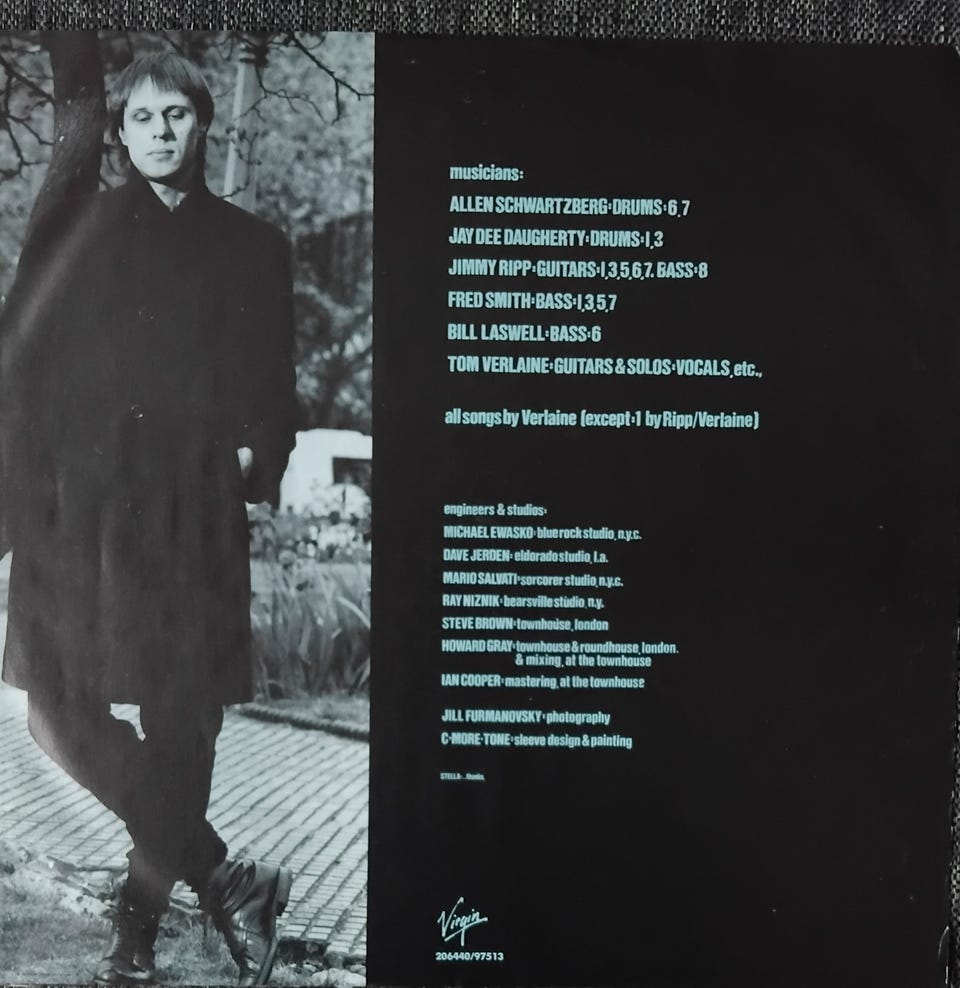 musicians:
ALLEN SCHWARTZBERG:DRUMS:6,7
JAY DEE DAUGHERTY:DRUMS:1,3
JIMMY RIPP:GUITARS:1,3,5,6,7. BASS:8
FRED SMITH:BASS:1,3,5,7
BILL LASWELL:BASS:6
TOM VERLAINE:GUITARS & SOLOS:VOCALS,etc.,
all songs by Verlaine (except:1 by Ripp/Verlaine)
engineers & studios:
MICHAEL EWASKO:blue rock studio, n.y.c.
DAVE JERDEN:eldorado studio, l.a.
MARIO SALVATI:sorcorer studio, n.y.c.
RAY NIZNIK:bearsville studio, n.y.
STEVE BROWN:townhouse, london
HOWARD GRAY:townhouse & roundhouse, london.
& mixing, at the townhouse
IAN COOPER:mastering, at the townhouse
JILL FURMANOVSKY:photography
C·MORE·TONE:sleeve design & painting
STELLA:..thanks.
Virgin
206440/97513